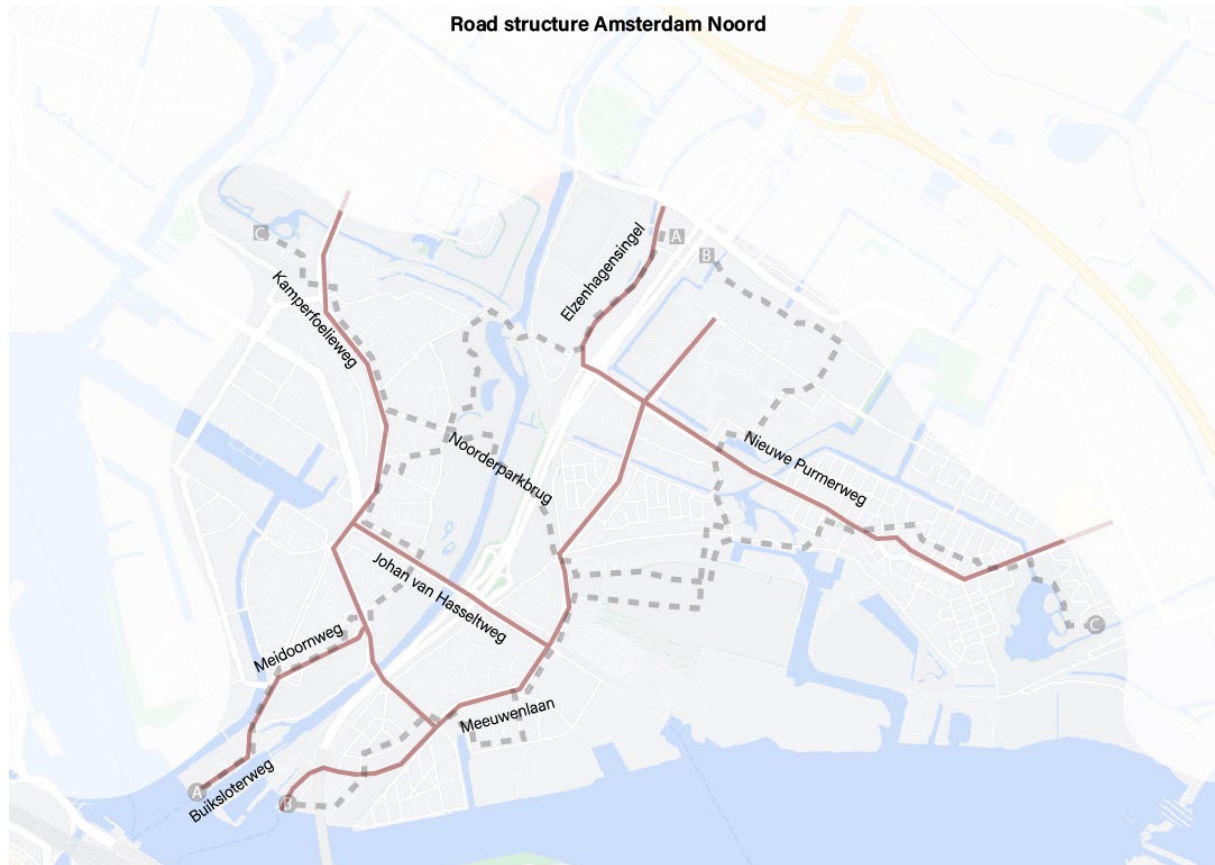 Road structure Amsterdam Noord
C
A
B
Elzenhagensingel
Kamperfoelieweg
Noorderparkbrug
Nieuwe Purmerweg
Johan van Hasseltweg
Meidoornweg
C
Meeuwenlaan
A
Buiksloterweg
B